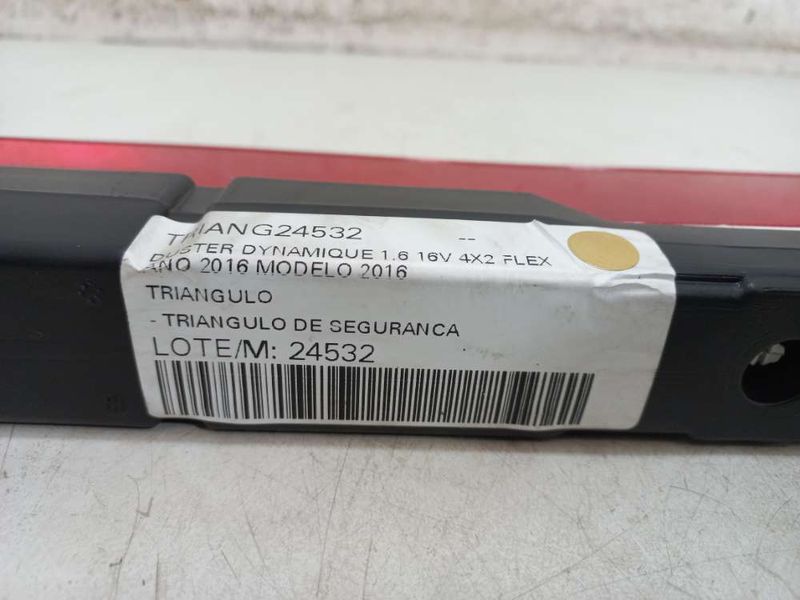 TRIANG24532 --
DUSTER DYNAMIQUE 1.6 16V 4X2 FLEX
ANO 2016 MODELO 2016
TRIANGULO
- TRIANGULO DE SEGURANCA
LOTE/M: 24532